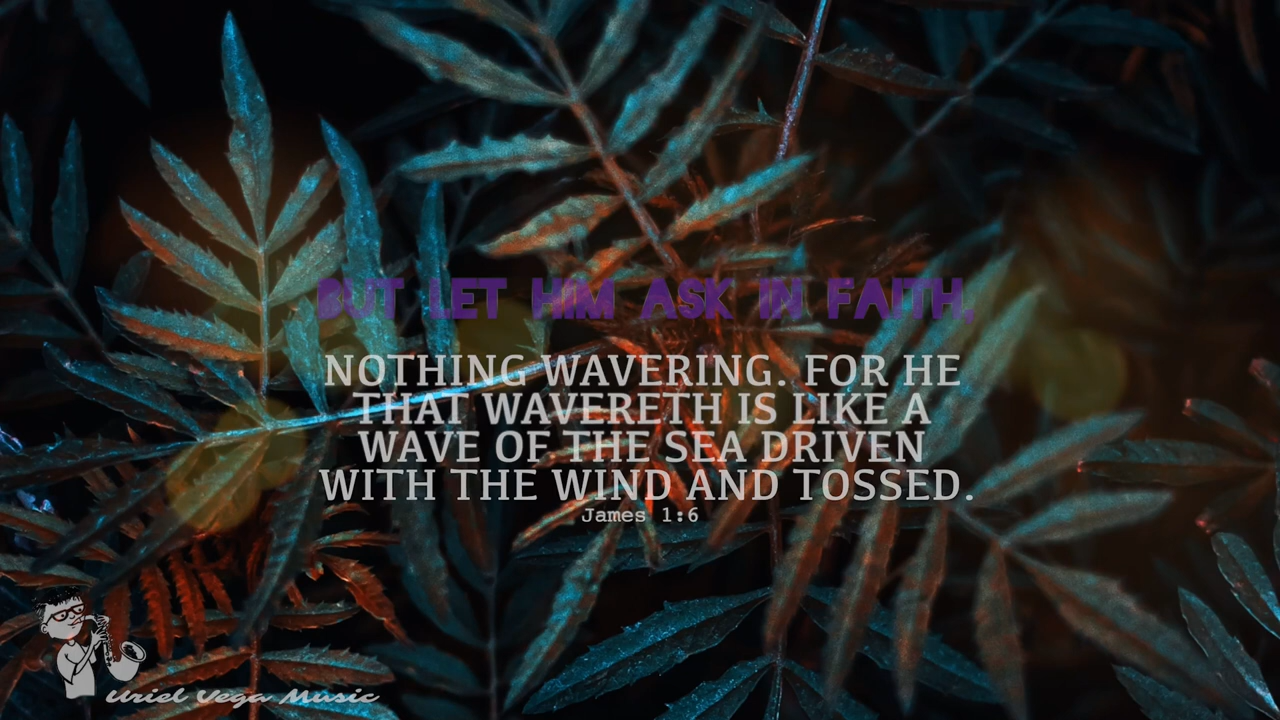 BUT LET HIM ASK IN FAITH,
NOTHING WAVERING. FOR HE
THAT WAVERETH IS LIKE A
WAVE OF THE SEA DRIVEN
WITH THE WIND AND TOSSED.
James 1:6
Uriel Vega Music